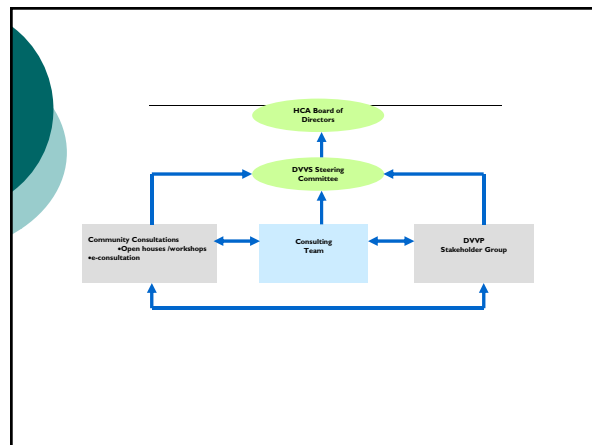 HCA Board of
Directors
DVVS Steering
Committee
Community Consultations
•Open houses /workshops
•e-consultation
Consulting
Team
DVVP
Stakeholder Group